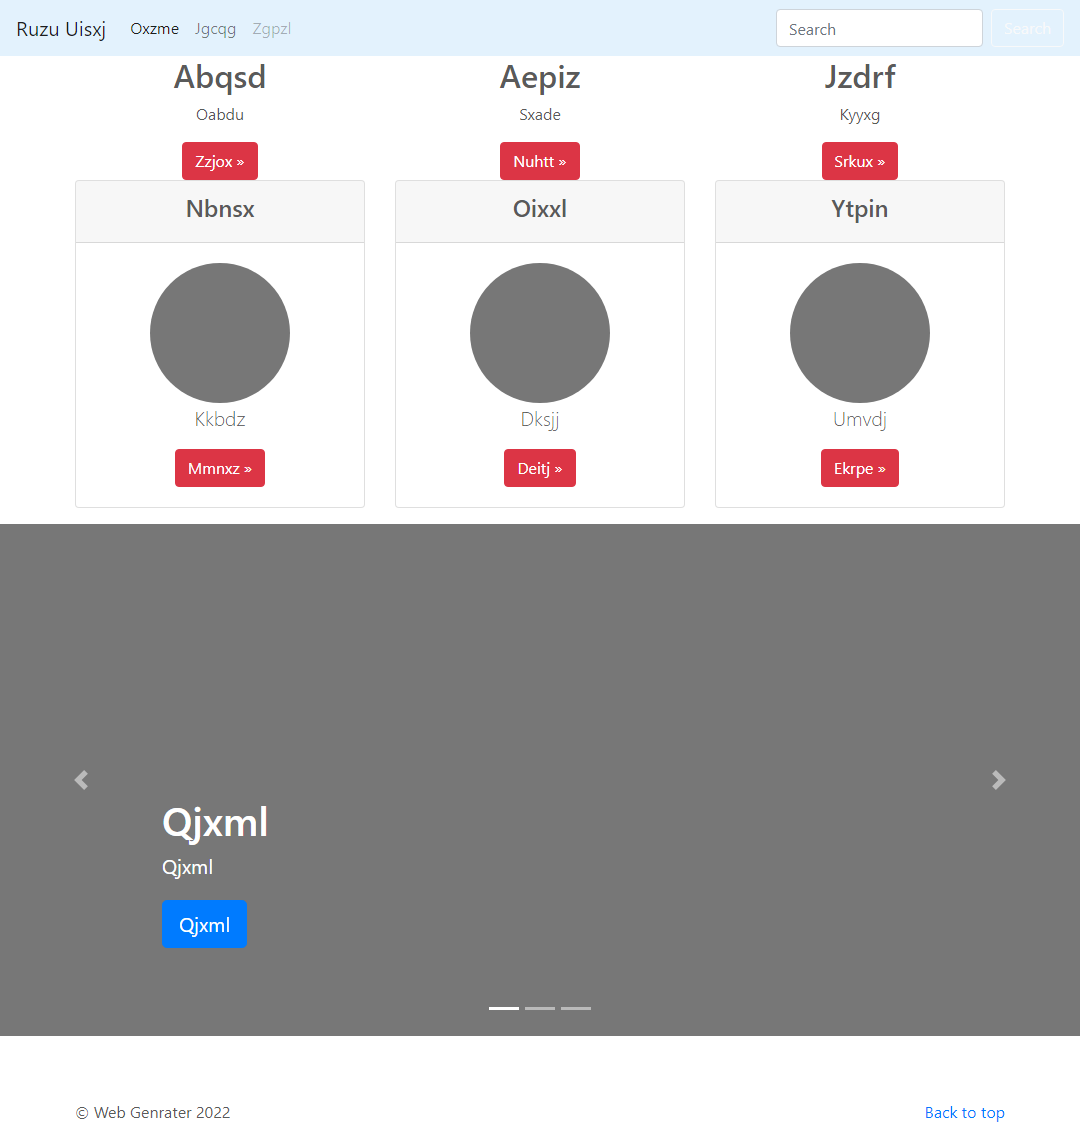 Ruzu Uisxj Oxzme Jgcqg Zgpzl Search Search
Abqsd Aepiz Jzdrf
Oabdu Sxade Kyyxg
Zzjox » Nuhtt » Srkux »
Nbnsx Oixxl Ytpin
Kkbdz Dksjj Umvdj
Mmnxz » Deitj » Ekrpe »
Qjxml
Qjxml
Qjxml
© Web Genrater 2022 Back to top